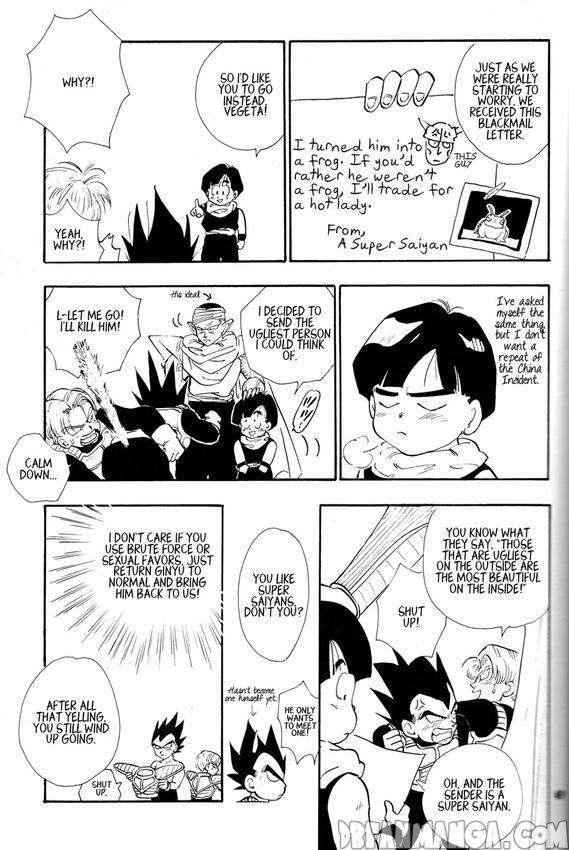 JUST AS WE
WERE REALLY
STARTING TO
WORRY, WE
RECEIVED THIS
BLACKMAIL
LETTER.
I turned him into
a frog. If you'd
rather he weren't
a frog, I'll trade for
a hot lady.
From,
A Super Saiyan
THIS
GUY
SO I'D LIKE
YOU TO GO
INSTEAD,
VEGETA!
WHY?!
YEAH,
WHY?!
I've asked
myself the
same thing,
but I don't
want a
repeat of
the China
Incident.
I DECIDED TO
SEND THE
UGLIEST PERSON
I COULD THINK
OF.
His ideal
L-LET ME GO!
I'LL KILL HIM!
CALM
DOWN...
YOU KNOW WHAT
THEY SAY, "THOSE
THAT ARE UGLIEST
ON THE OUTSIDE ARE
THE MOST BEAUTIFUL
ON THE INSIDE!"
SHUT
UP!
OH, AND THE
SENDER IS A
SUPER SAIYAN.
YOU LIKE
SUPER
SAIYANS,
DON'T YOU?
Hasn't become
one himself yet.
HE ONLY
WANTS
TO MEET
ONE!
I DON'T CARE IF YOU
USE BRUTE FORCE OR
SEXUAL FAVORS, JUST
RETURN GINYU TO
NORMAL AND BRING
HIM BACK TO US!
AFTER ALL
THAT YELLING,
YOU STILL WIND
UP GOING.
SHUT
UP.
DBFANMANGA.COM